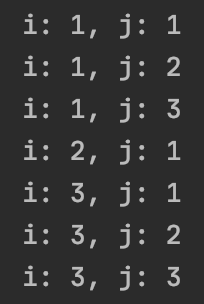 i: 1, j: 1
i: 1, j: 2
i: 1, j: 3
i: 2, j: 1
i: 3, j: 1
i: 3, j: 2
i: 3, j: 3